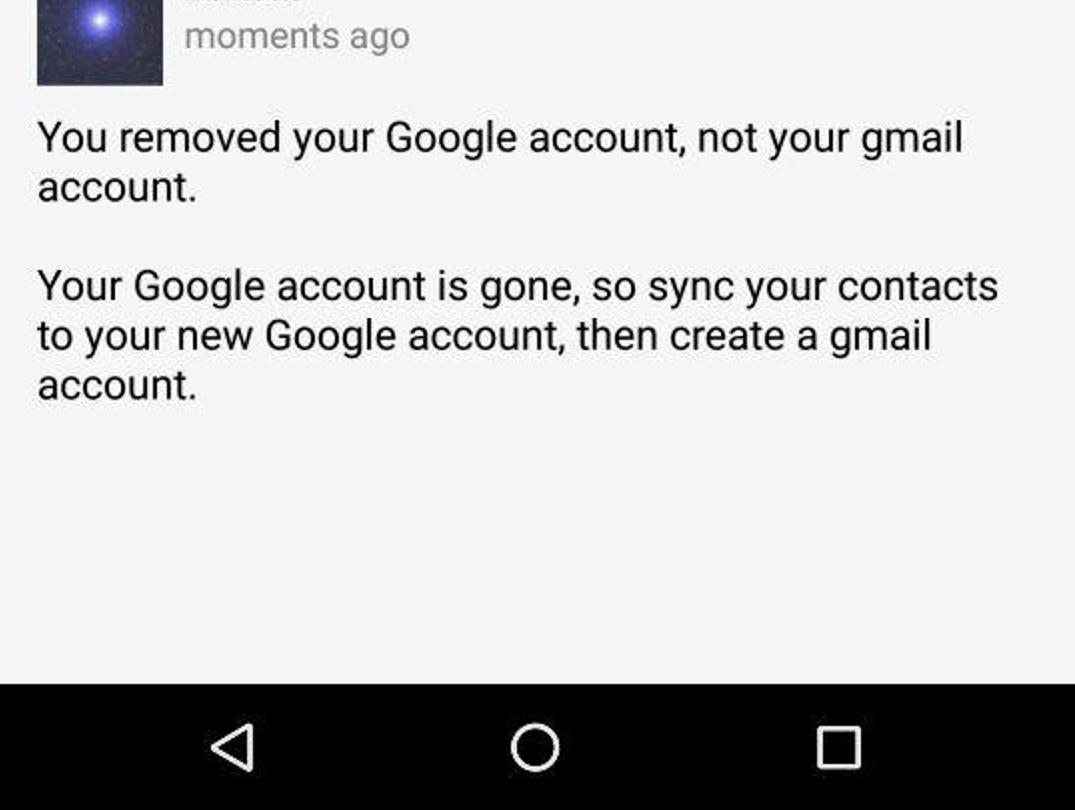 moments ago
You removed your Google account, not your gmail
account.
Your Google account is gone, so sync your contacts
to your new Google account, then create a gmail
account.